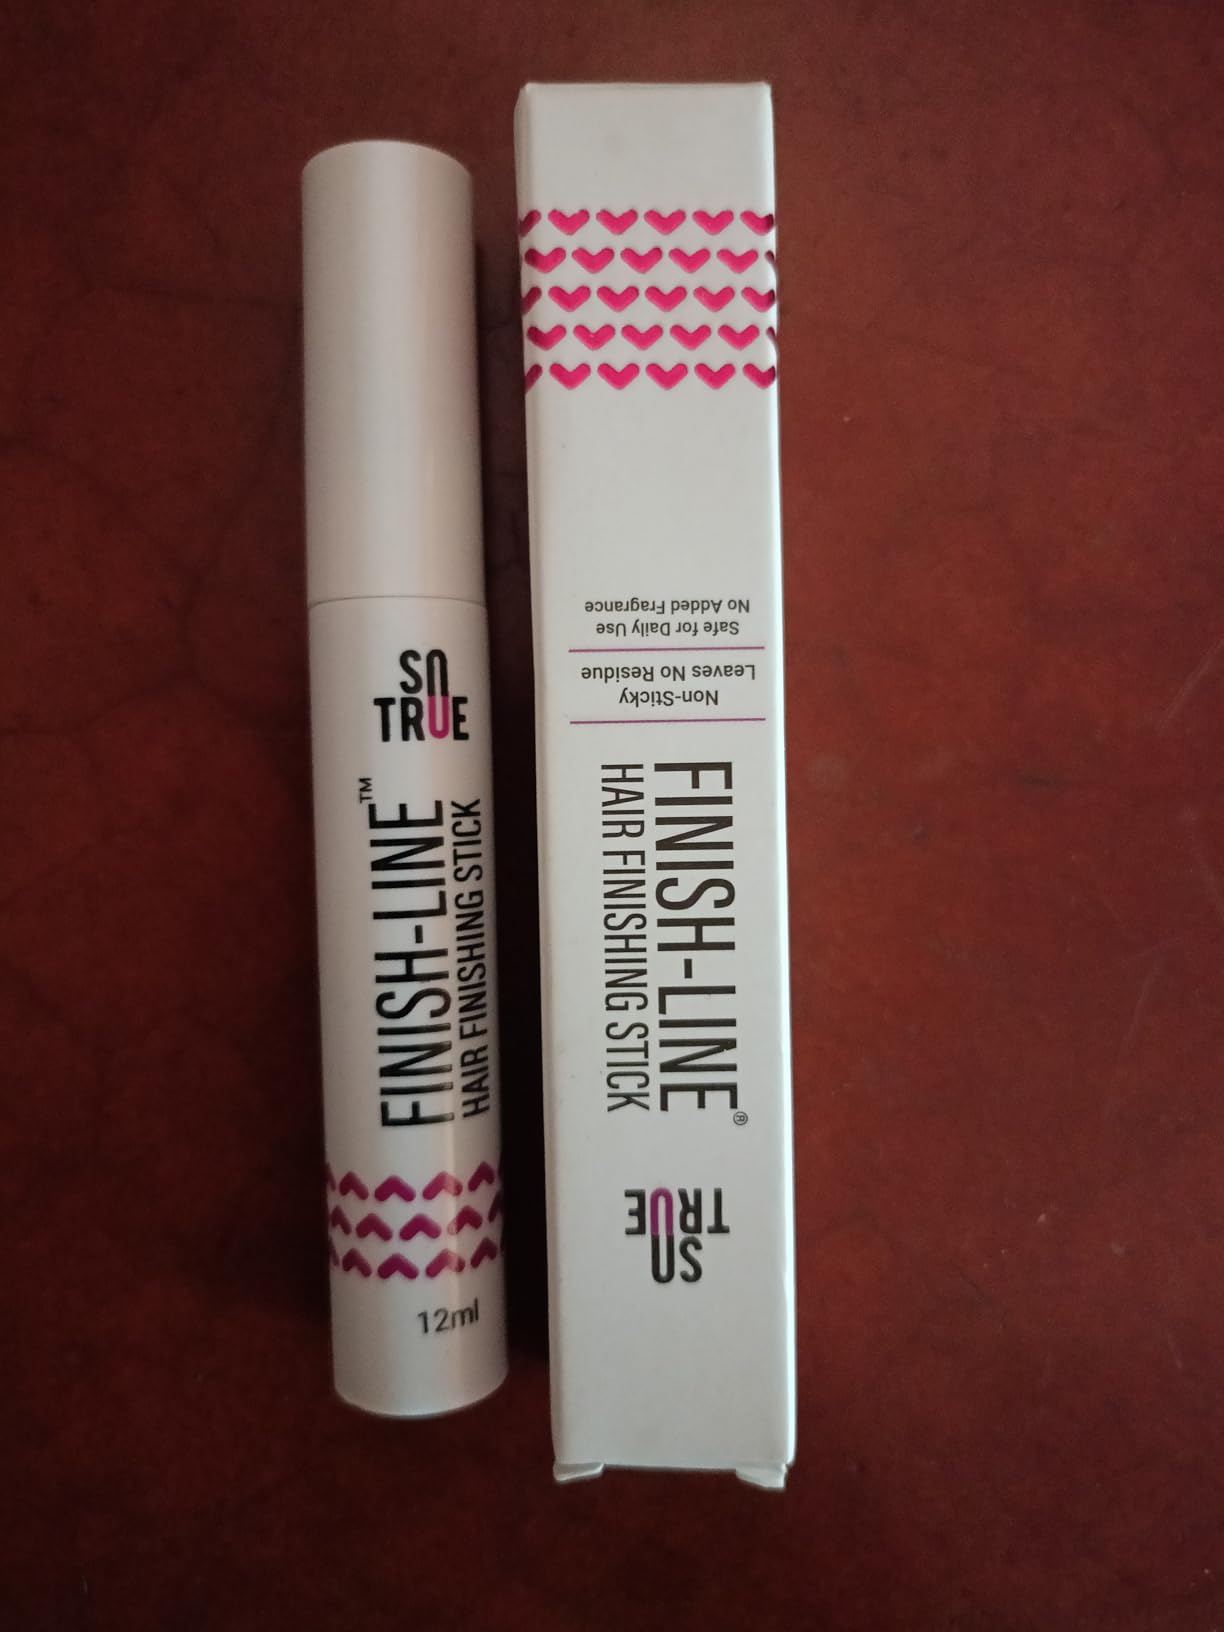 SO
TRUE
FINISH-LINE™
HAIR FINISHING STICK
12ml
SO
TRUE
FINISH-LINE®
HAIR FINISHING STICK
Non-Sticky
Leaves No Residue
Safe for Daily Use
No Added Fragrance